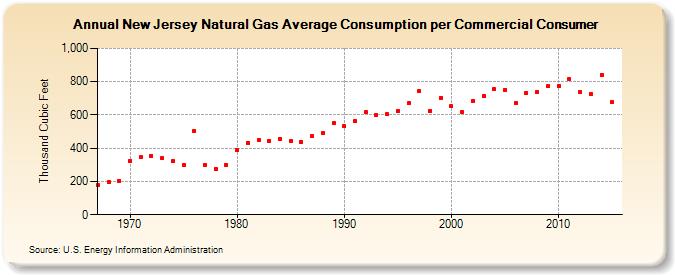 Annual New Jersey Natural Gas Average Consumption per Commercial Consumer
Thousand Cubic Feet
1,000
800
600
400
200
0
1970 1980 1990 2000 2010
Source: U.S. Energy Information Administration